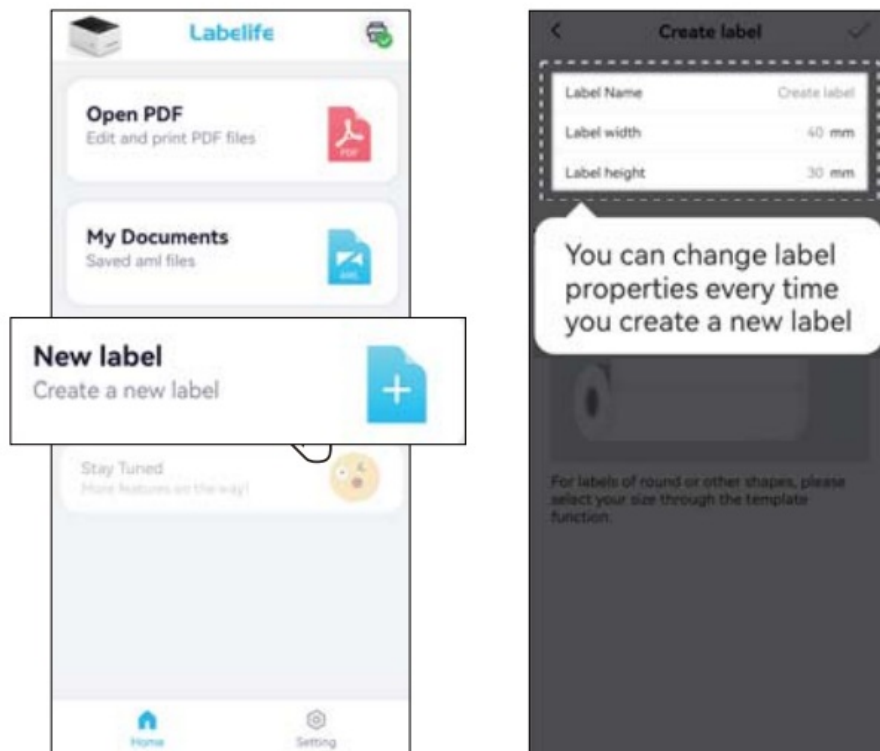 Labelife
Open PDF
Edit and print PDF files
PDF
My Documents
Saved aml files
AML
New label
Create a new label
Stay Tuned
More features on the way!
Home
Setting
Create label
Label Name
Create label
Label width
40 mm
Label height
30 mm
You can change label
properties every time
you create a new label
For labels of round or other shapes, please
select your size through the template
function.